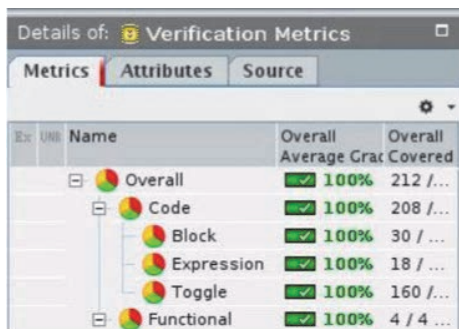 Details of: Verification Metrics
Metrics Attributes Source
Ex UNR Name Overall Average Grad Overall Covered
Overall 100% 212 /...
Code 100% 208 /...
Block 100% 30 / ...
Expression 100% 18 / ...
Toggle 100% 160 /...
Functional 100% 4 / 4 ...